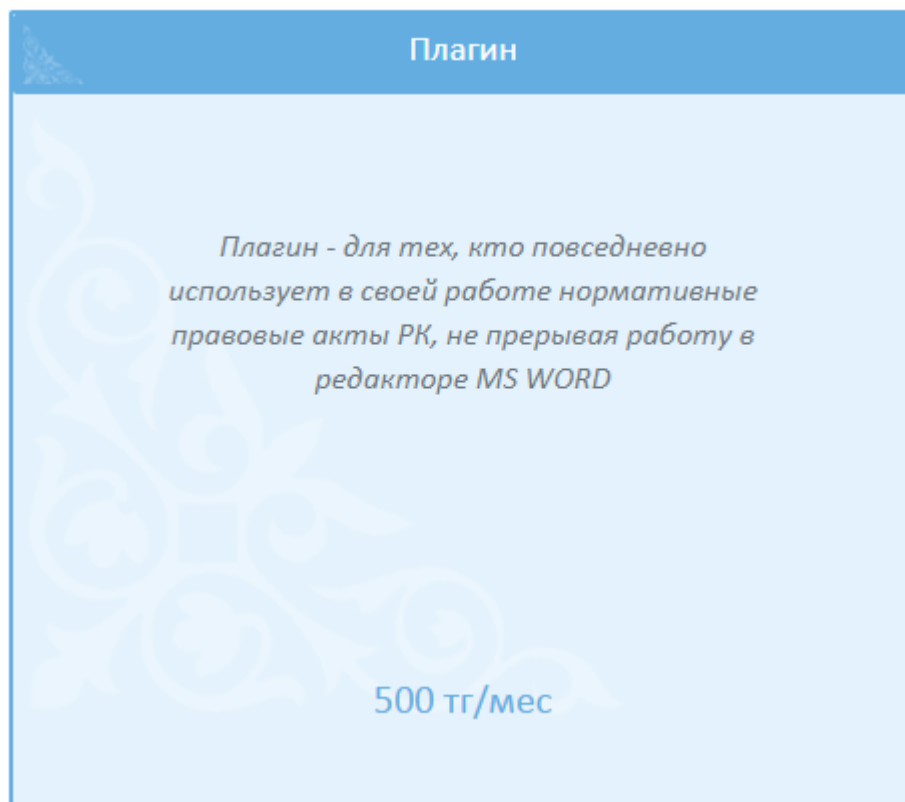 Плагин
Плагин - для тех, кто повседневно
использует в своей работе нормативные
правовые акты РК, не прерывая работу в
редакторе MS WORD
500 тг/мес